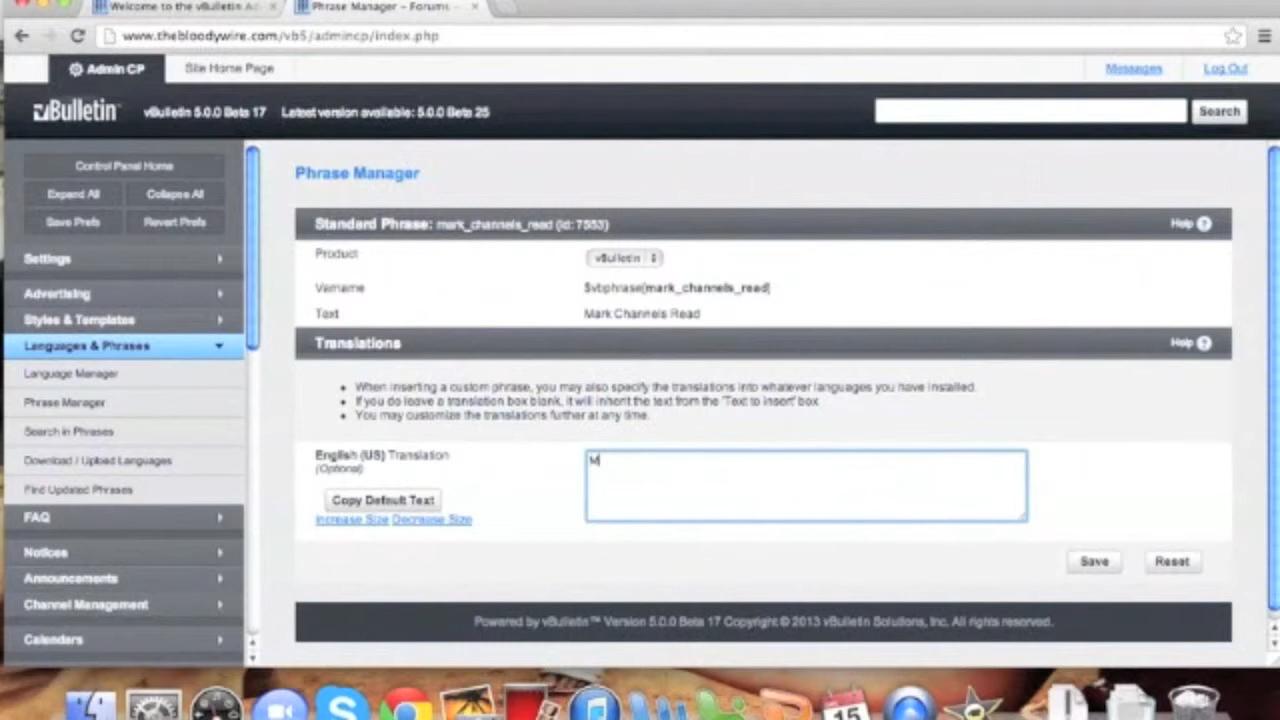 Welcome to the vBulletin Ad
Phrase Manager - Forums -
www.thebloodywire.com/vb5/admincp/index.php
Admin CP
Site Home Page
Messages
Log Out
vBulletin
vBulletin 5.0.0 Beta 17
Latest version available: 5.0.0 Beta 25
Search
Control Panel Home
Expand All
Collapse All
Save Prefs
Revert Prefs
Settings
Advertising
Styles & Templates
Languages & Phrases
Language Manager
Phrase Manager
Search in Phrases
Download / Upload Languages
Find Updated Phrases
FAQ
Notices
Announcements
Channel Management
Calendars
Phrase Manager
Standard Phrase: mark_channels_read (id: 7553)
Help ?
Product
vBulletin
Varname
$vbphrase[mark_channels_read]
Text
Mark Channels Read
Translations
Help ?
When inserting a custom phrase, you may also specify the translations into whatever languages you have installed.
If you do leave a translation box blank, it will inherit the text from the 'Text to insert' box
You may customize the translations further at any time.
English (US) Translation
(Optional)
M
Copy Default Text
Increase Size Decrease Size
Save
Reset
Powered by vBulletin™ Version 5.0.0 Beta 17 Copyright © 2013 vBulletin Solutions, Inc. All rights reserved.
15